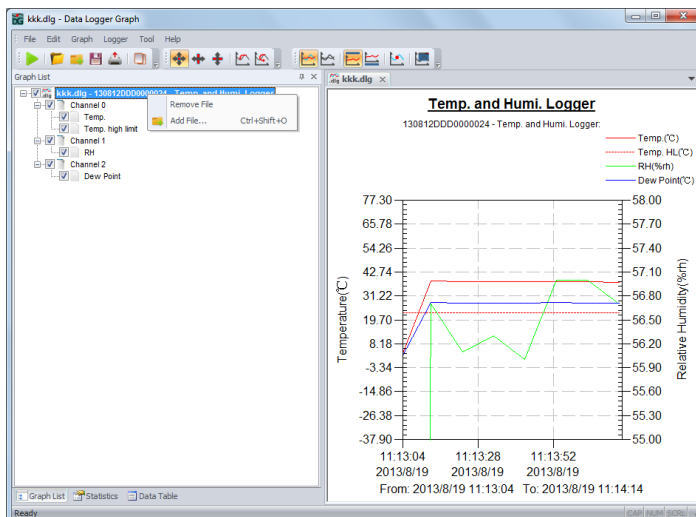 kkk.dlg - Data Logger Graph
File Edit Graph Logger Tool Help
Graph List
kkk.dlg - 130812DDD0000024 - Temp. and Humi. Logger
Channel 0
Temp.
Temp. high limit
Channel 1
RH
Channel 2
Dew Point
Remove File
Add File... Ctrl+Shift+O
kkk.dlg
Temp. and Humi. Logger
130812DDD0000024 - Temp. and Humi. Logger:
Temp.(℃)
Temp. HL(℃)
RH(%rh)
Dew Point(℃)
Temperature(℃)
77.30
65.78
54.26
42.74
31.22
19.70
8.18
-3.34
-14.86
-26.38
-37.90
58.00
57.70
57.40
57.10
56.80
56.50
56.20
55.90
55.60
55.30
55.00
Relative Humidity(%rh)
11:13:04 11:13:28 11:13:52
2013/8/19 2013/8/19 2013/8/19
From: 2013/8/19 11:13:04 To: 2013/8/19 11:14:14
Graph List Statistics Data Table
Ready
CAP NUM SCRL